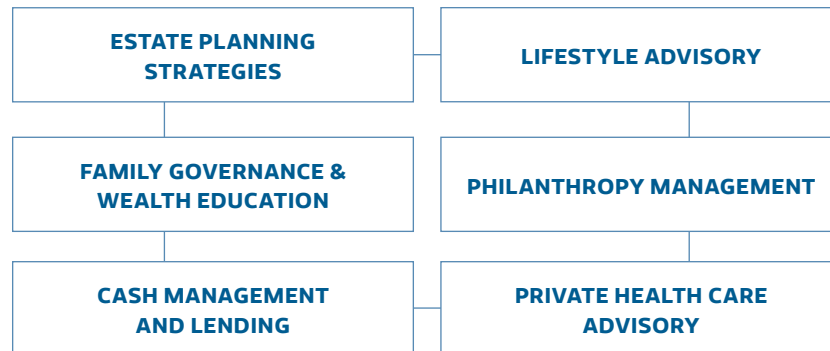 ESTATE PLANNING
STRATEGIES
LIFESTYLE ADVISORY
FAMILY GOVERNANCE &
WEALTH EDUCATION
PHILANTHROPY MANAGEMENT
CASH MANAGEMENT
AND LENDING
PRIVATE HEALTH CARE
ADVISORY